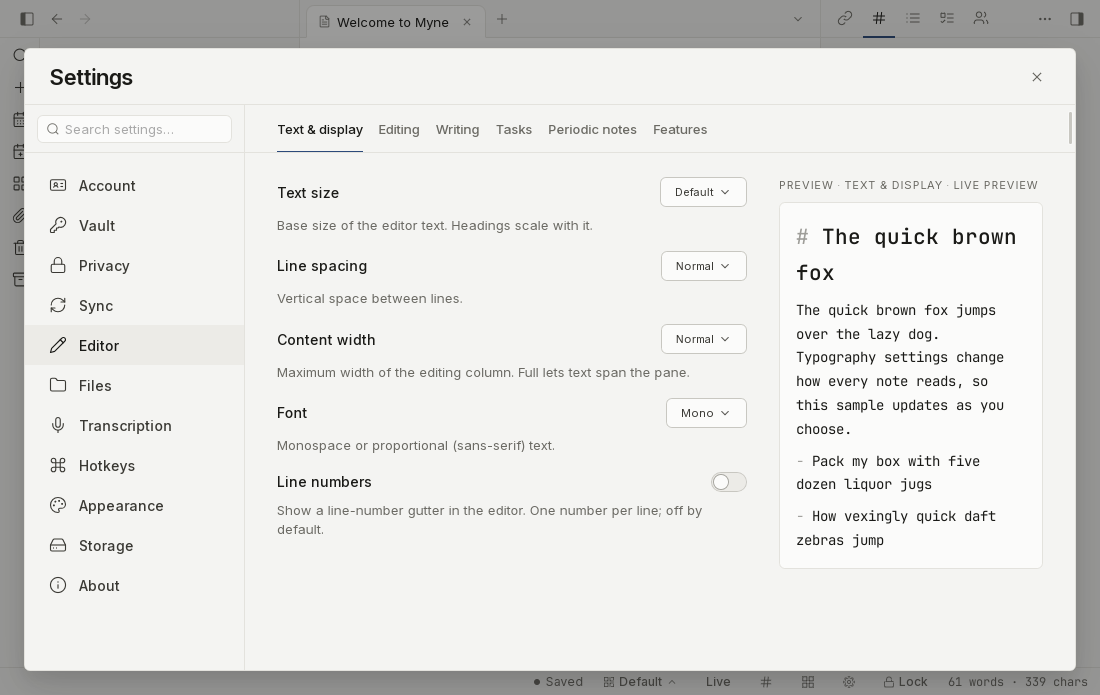 Welcome to Myne
Settings
Search settings...
Account
Vault
Privacy
Sync
Editor
Files
Transcription
Hotkeys
Appearance
Storage
About
Text & display
Editing
Writing
Tasks
Periodic notes
Features
Text size
Default
Base size of the editor text. Headings scale with it.
Line spacing
Normal
Vertical space between lines.
Content width
Normal
Maximum width of the editing column. Full lets text span the pane.
Font
Mono
Monospace or proportional (sans-serif) text.
Line numbers
Show a line-number gutter in the editor. One number per line; off by
default.
PREVIEW · TEXT & DISPLAY · LIVE PREVIEW
# The quick brown
fox
The quick brown fox jumps
over the lazy dog.
Typography settings change
how every note reads, so
this sample updates as you
choose.
- Pack my box with five
dozen liquor jugs
- How vexingly quick daft
zebras jump
Saved
Default
Live
Lock
61 words · 339 chars